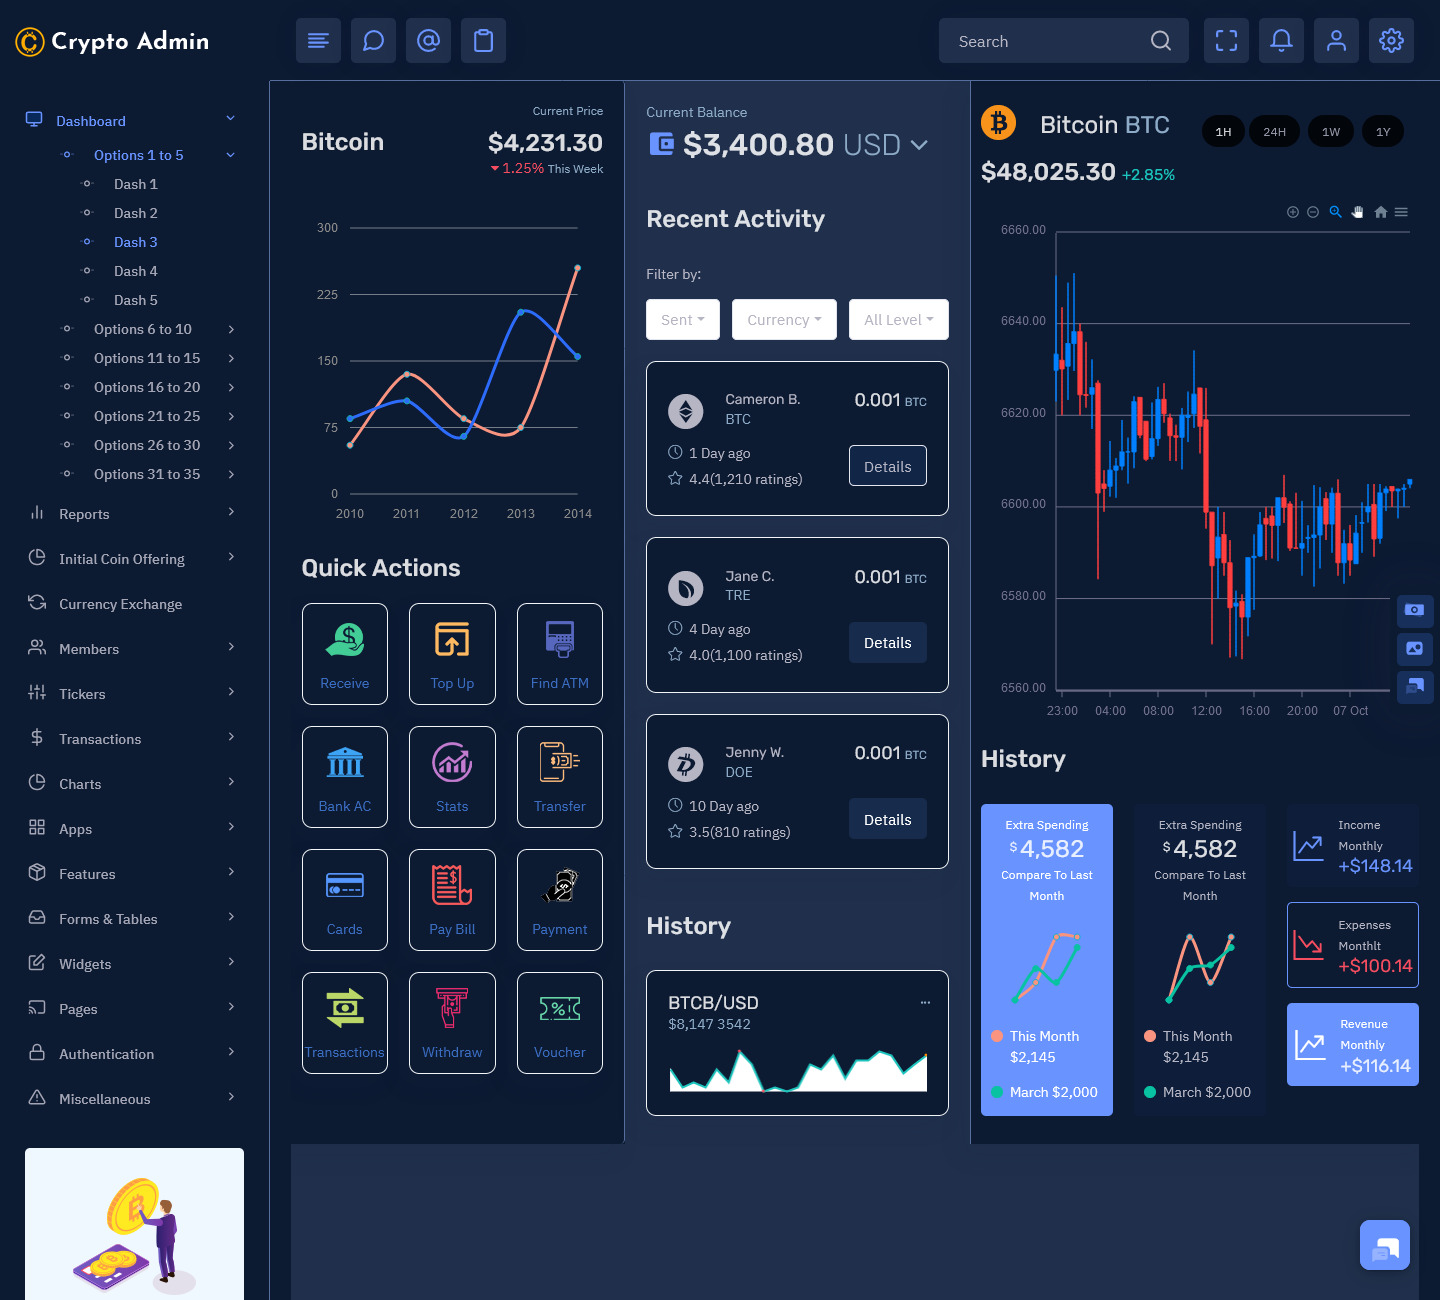 Crypto Admin
Search
Dashboard
Options 1 to 5
Dash 1
Dash 2
Dash 3
Dash 4
Dash 5
Options 6 to 10
Options 11 to 15
Options 16 to 20
Options 21 to 25
Options 26 to 30
Options 31 to 35
Reports
Initial Coin Offering
Currency Exchange
Members
Tickers
Transactions
Charts
Apps
Features
Forms & Tables
Widgets
Pages
Authentication
Miscellaneous
Current Price
Bitcoin
$4,231.30
1.25% This Week
300
225
150
75
0
2010 2011 2012 2013 2014
Quick Actions
Receive
Top Up
Find ATM
Bank AC
Stats
Transfer
Cards
Pay Bill
Payment
Transactions
Withdraw
Voucher
Current Balance
$3,400.80 USD
Recent Activity
Filter by:
Sent
Currency
All Level
Cameron B.
0.001 BTC
BTC
1 Day ago
4.4(1,210 ratings)
Details
Jane C.
0.001 BTC
TRE
4 Day ago
4.0(1,100 ratings)
Details
Jenny W.
0.001 BTC
DOE
10 Day ago
3.5(810 ratings)
Details
History
BTCB/USD
...
$8,147 3542
Bitcoin BTC
1H
24H
1W
1Y
$48,025.30 +2.85%
6660.00
6640.00
6620.00
6600.00
6580.00
6560.00
23:00 04:00 08:00 12:00 16:00 20:00 07 Oct
History
Extra Spending
$4,582
Compare To Last
Month
This Month
$2,145
March $2,000
Extra Spending
$4,582
Compare To Last
Month
This Month
$2,145
March $2,000
Income
Monthly
+$148.14
Expenses
Monthlt
+$100.14
Revenue
Monthly
+$116.14